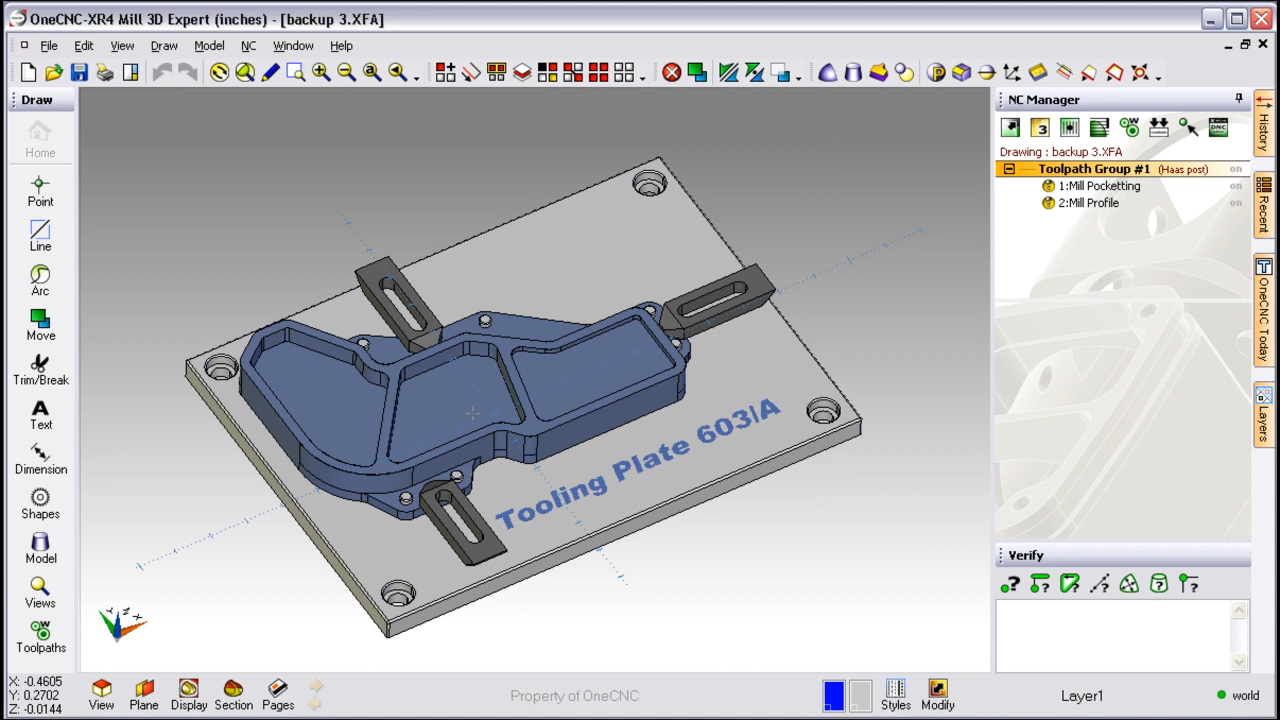 OneCNC-XR4 Mill 3D Expert (inches) - [backup 3.XFA]
File Edit View Draw Model NC Window Help
Draw
Home
Point
Line
Arc
Move
Trim/Break
Text
Dimension
Shapes
Model
Views
Toolpaths
Tooling Plate 603/A
Y Z X
NC Manager
3
DNC
Drawing : backup 3.XFA
Toolpath Group #1 (Haas post) on
1:Mill Pocketting on
2:Mill Profile on
Verify
History
Recent
OneCNC Today
Layers
X: -0.4605
Y: 0.2702
Z: -0.0144
View Plane Display Section Pages
Property of OneCNC
Styles Modify
Layer1
world